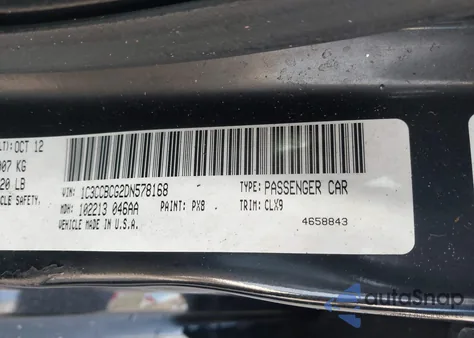 LT): OCT 12
007 KG
20 LB
CLE SAFETY.
VIN: 1C3CCBCG2DN578168
TYPE: PASSENGER CAR
MDH: 102213 046AA
PAINT: PX8
TRIM: CLX9
VEHICLE MADE IN U.S.A.
4658843
autoSnap